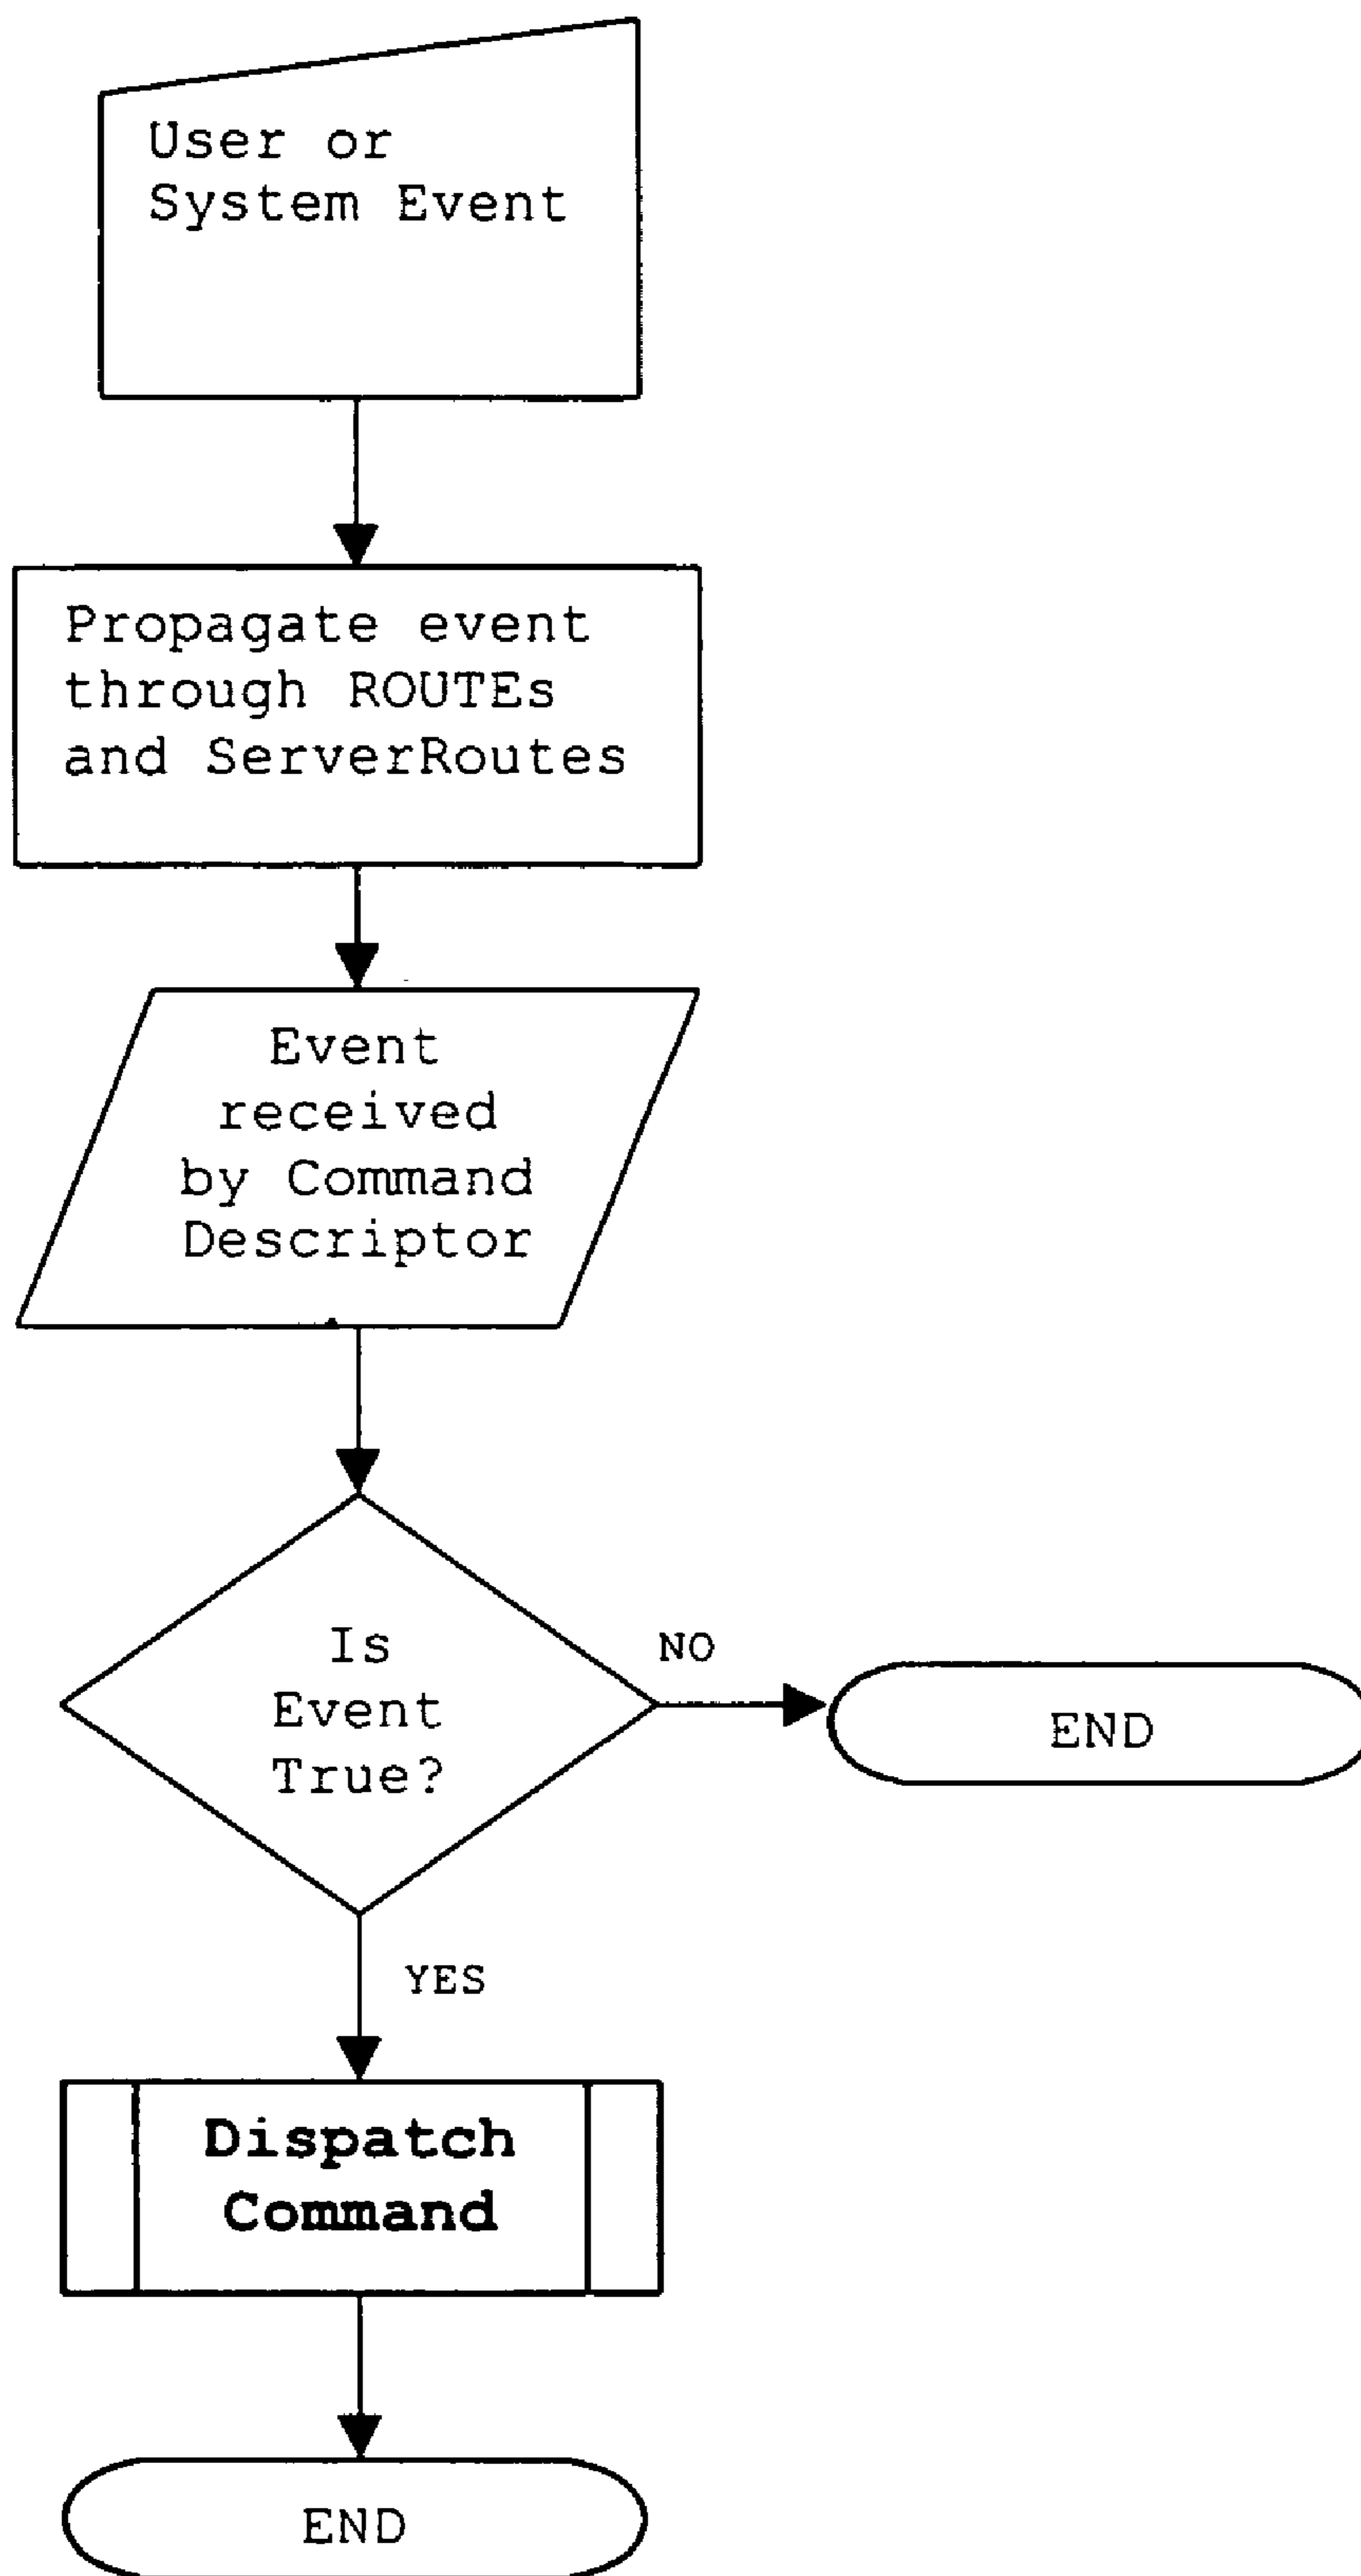 User or
System Event
Propagate event
through ROUTEs
and ServerRoutes
Event
received
by Command
Descriptor
Is
Event
True?
NO
END
YES
Dispatch
Command
END